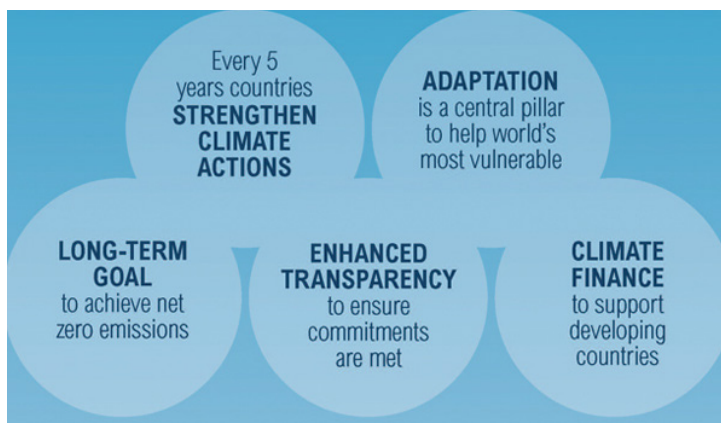 Every 5
years countries
STRENGTHEN
CLIMATE
ACTIONS
ADAPTATION
is a central pillar
to help world's
most vulnerable
LONG-TERM
GOAL
to achieve net
zero emissions
ENHANCED
TRANSPARENCY
to ensure
commitments
are met
CLIMATE
FINANCE
to support
developing
countries